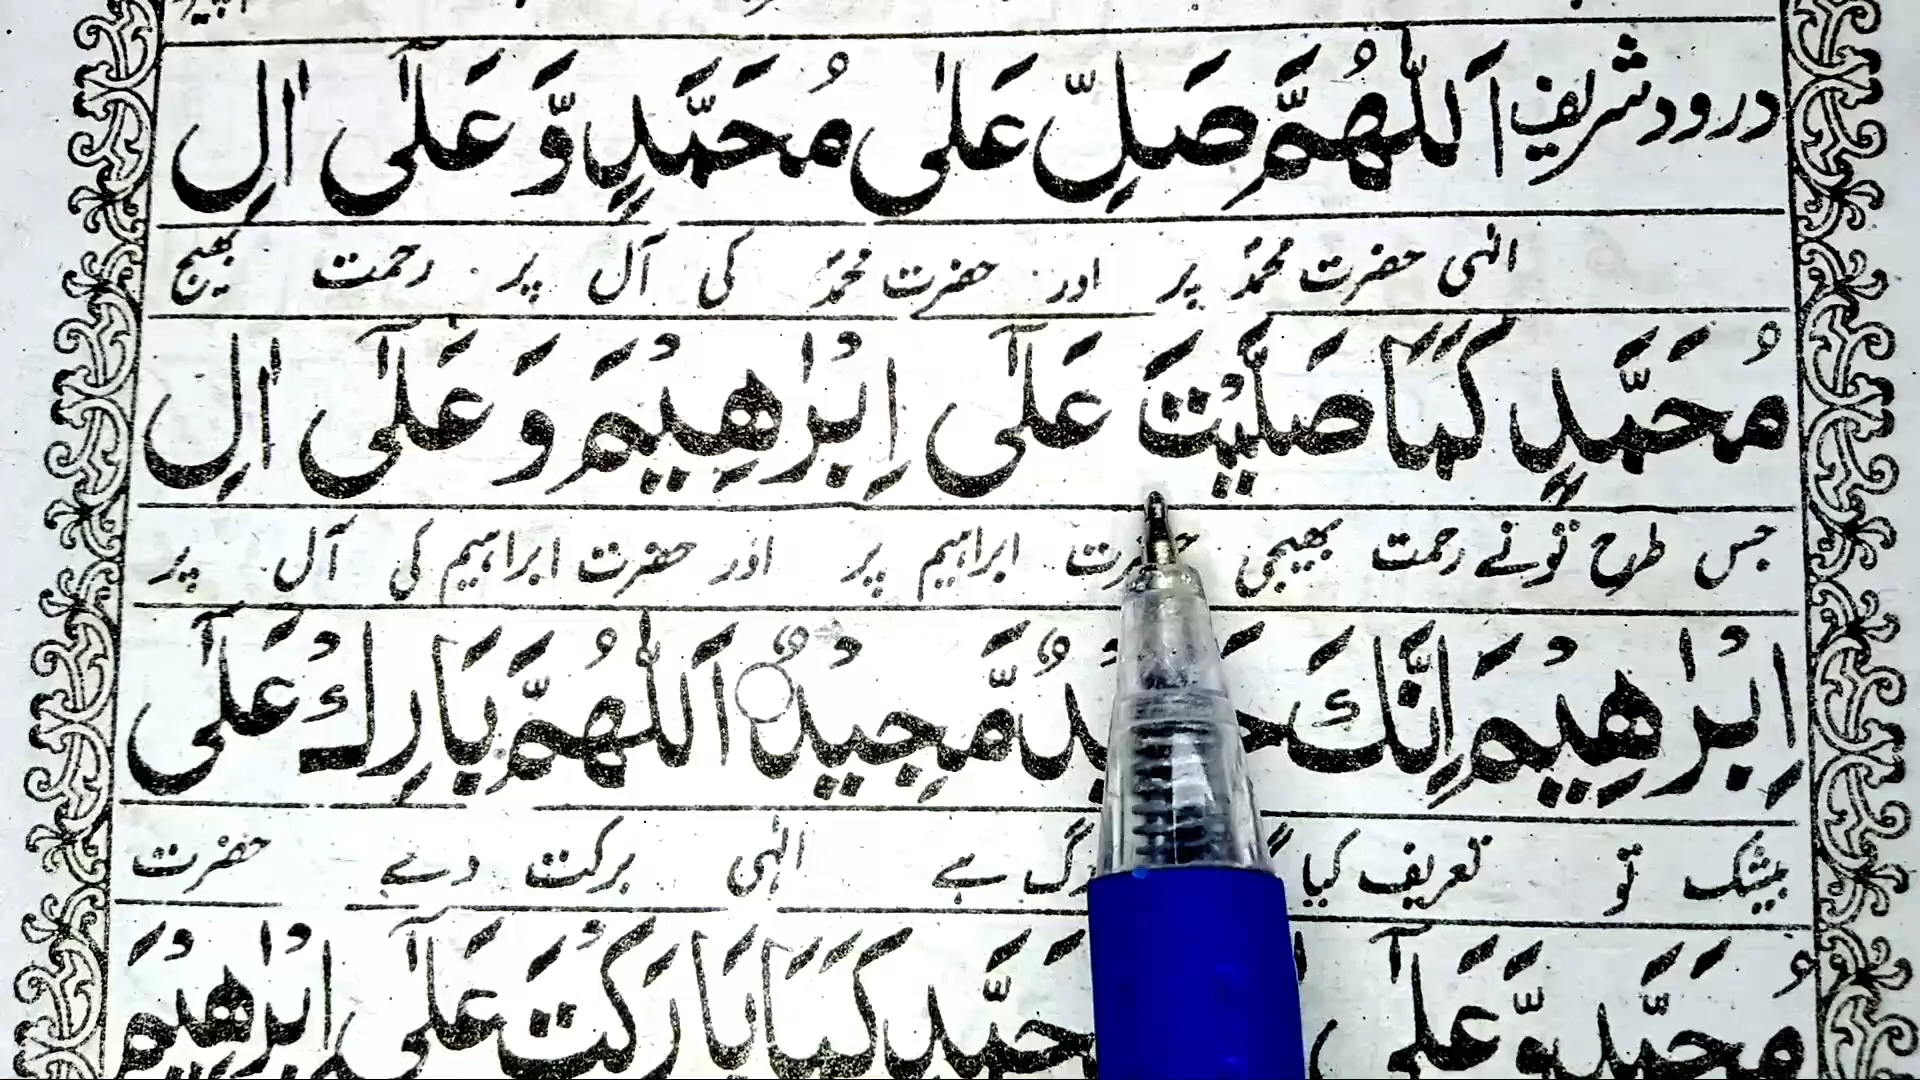 درود شریف اَللّٰهُمَّ صَلِّ عَلٰى مُحَمَّدٍ وَّ عَلٰٓى اٰلِ
الٰہی حضرت محمدؐ پر اور حضرت محمدؐ کی آل پر رحمت بھیج
مُحَمَّدٍ كَمَا صَلَّيْتَ عَلٰٓى اِبْرٰهِيْمَ وَ عَلٰٓى اٰلِ
جس طرح تو نے رحمت بھیجی حضرت ابراہیم پر اور حضرت ابراہیم کی آل پر
اِبْرٰهِيْمَ اِنَّكَ مَّجِيْدٌ اَللّٰهُمَّ بَارِكْ عَلٰٓى
بیشک تو تعریف کیا ہے الٰہی برکت دے حضرت
مُحَمَّدٍ وَّ عَلٰٓى كَمَا بَارَكْتَ عَلٰٓى اِبْرٰهِيْمَ